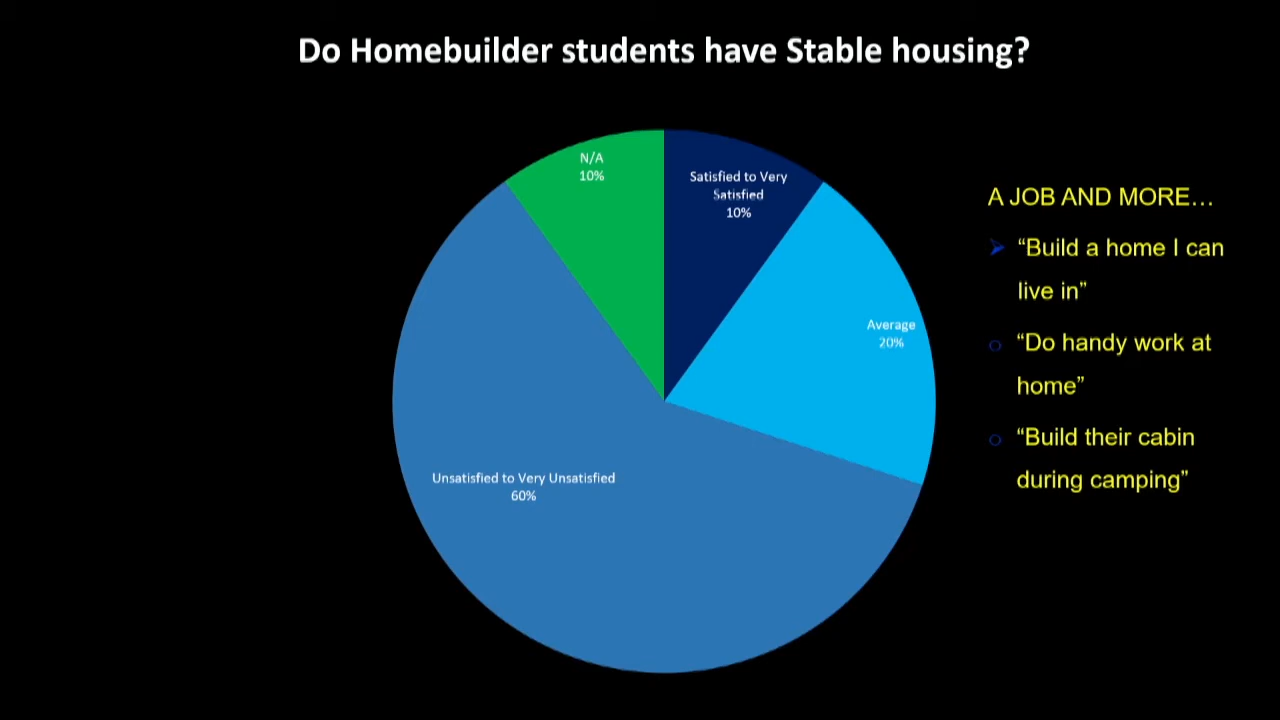 Do Homebuilder students have Stable housing?
N/A
10%
Satisfied to Very
Satisfied
10%
Average
20%
Unsatisfied to Very Unsatisfied
60%
A JOB AND MORE…
“Build a home I can
live in”
“Do handy work at
home”
“Build their cabin
during camping”